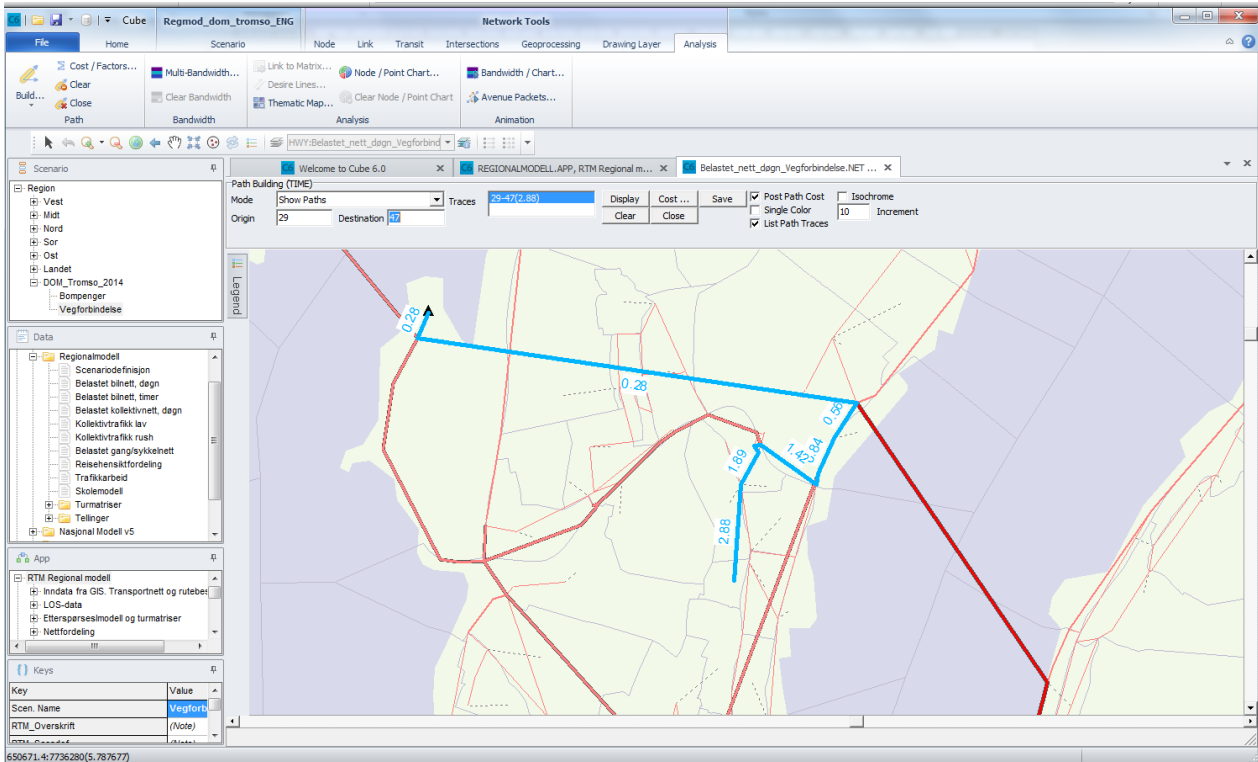 Cube
Regmod_dom_tromso_ENG
Network Tools
File
Home
Scenario
Node
Link
Transit
Intersections
Geoprocessing
Drawing Layer
Analysis
Build...
Cost / Factors...
Clear
Close
Path
Multi-Bandwidth...
Clear Bandwidth
Bandwidth
Link to Matrix...
Desire Lines...
Thematic Map...
Node / Point Chart...
Clear Node / Point Chart
Analysis
Bandwidth / Chart...
Avenue Packets...
Animation
HWY:Belastet_nett_døgn_Vegforbind
Scenario
Region
Vest
Midt
Nord
Sor
Ost
Landet
DOM_Tromso_2014
Bompenger
Vegforbindelse
Data
Regionalmodell
Scenariodefinisjon
Belastet bilnett, døgn
Belastet bilnett, timer
Belastet kollektivnett, døgn
Kollektivtrafikk lav
Kollektivtrafikk rush
Belastet gang/sykkelnett
Reisehensiktfordeling
Trafikkarbeid
Skolemodell
Turmatriser
Tellinger
Nasjonal Modell v5
App
RTM Regional modell
Inndata fra GIS. Transportnett og rutebes
LOS-data
Etterspørselsmodell og turmatriser
Nettfordeling
Keys
Key Value
Scen. Name Vegforb
RTM_Overskrift (Note)
650671.4:7736280(5.787677)
Welcome to Cube 6.0
REGIONALMODELL.APP, RTM Regional m...
Belastet_nett_døgn_Vegforbindelse.NET ...
Path Building (TIME)
Mode Show Paths
Origin 29 Destination 47
Traces 29-47(2.88)
Display Cost ... Save
Clear Close
Post Path Cost
Single Color
List Path Traces
Isochrome
10 Increment
Legend
0.28
0.28
0.56
1.42
1.89
2.88